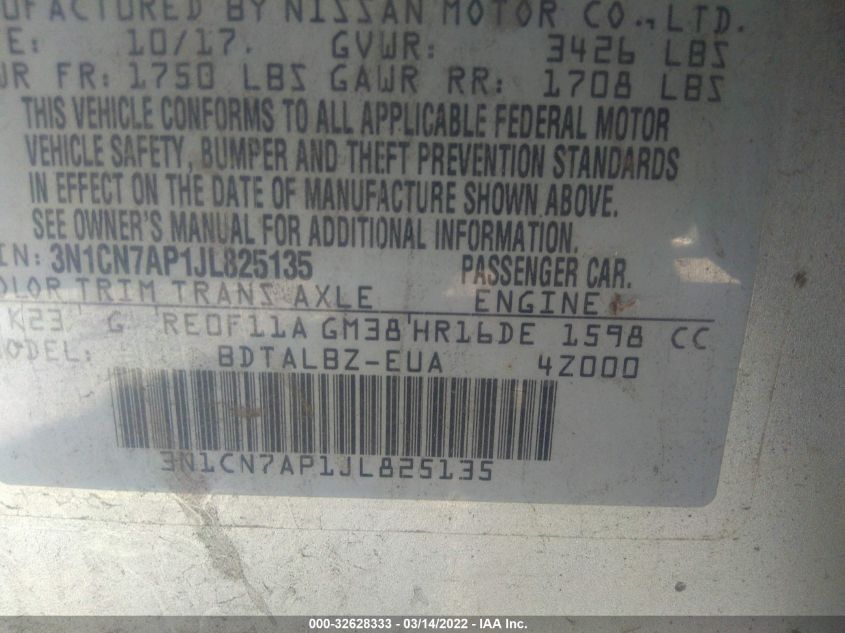 UFACTURED BY NISSAN MOTOR CO., LTD.
E: 10/17. GVWR: 3426 LBS
WR FR: 1750 LBS GAWR RR: 1708 LBS
THIS VEHICLE CONFORMS TO ALL APPLICABLE FEDERAL MOTOR
VEHICLE SAFETY, BUMPER AND THEFT PREVENTION STANDARDS
IN EFFECT ON THE DATE OF MANUFACTURE SHOWN ABOVE.
SEE OWNER'S MANUAL FOR ADDITIONAL INFORMATION.
IN: 3N1CN7AP1JL825135 PASSENGER CAR.
OLOR TRIM TRANS AXLE ENGINE
K23 G RE0F11A GM38 HR16DE 1598 CC
MODEL: BDTALBZ-EUA 4Z000
3N1CN7AP1JL825135
000-32628333 - 03/14/2022 - IAA Inc.